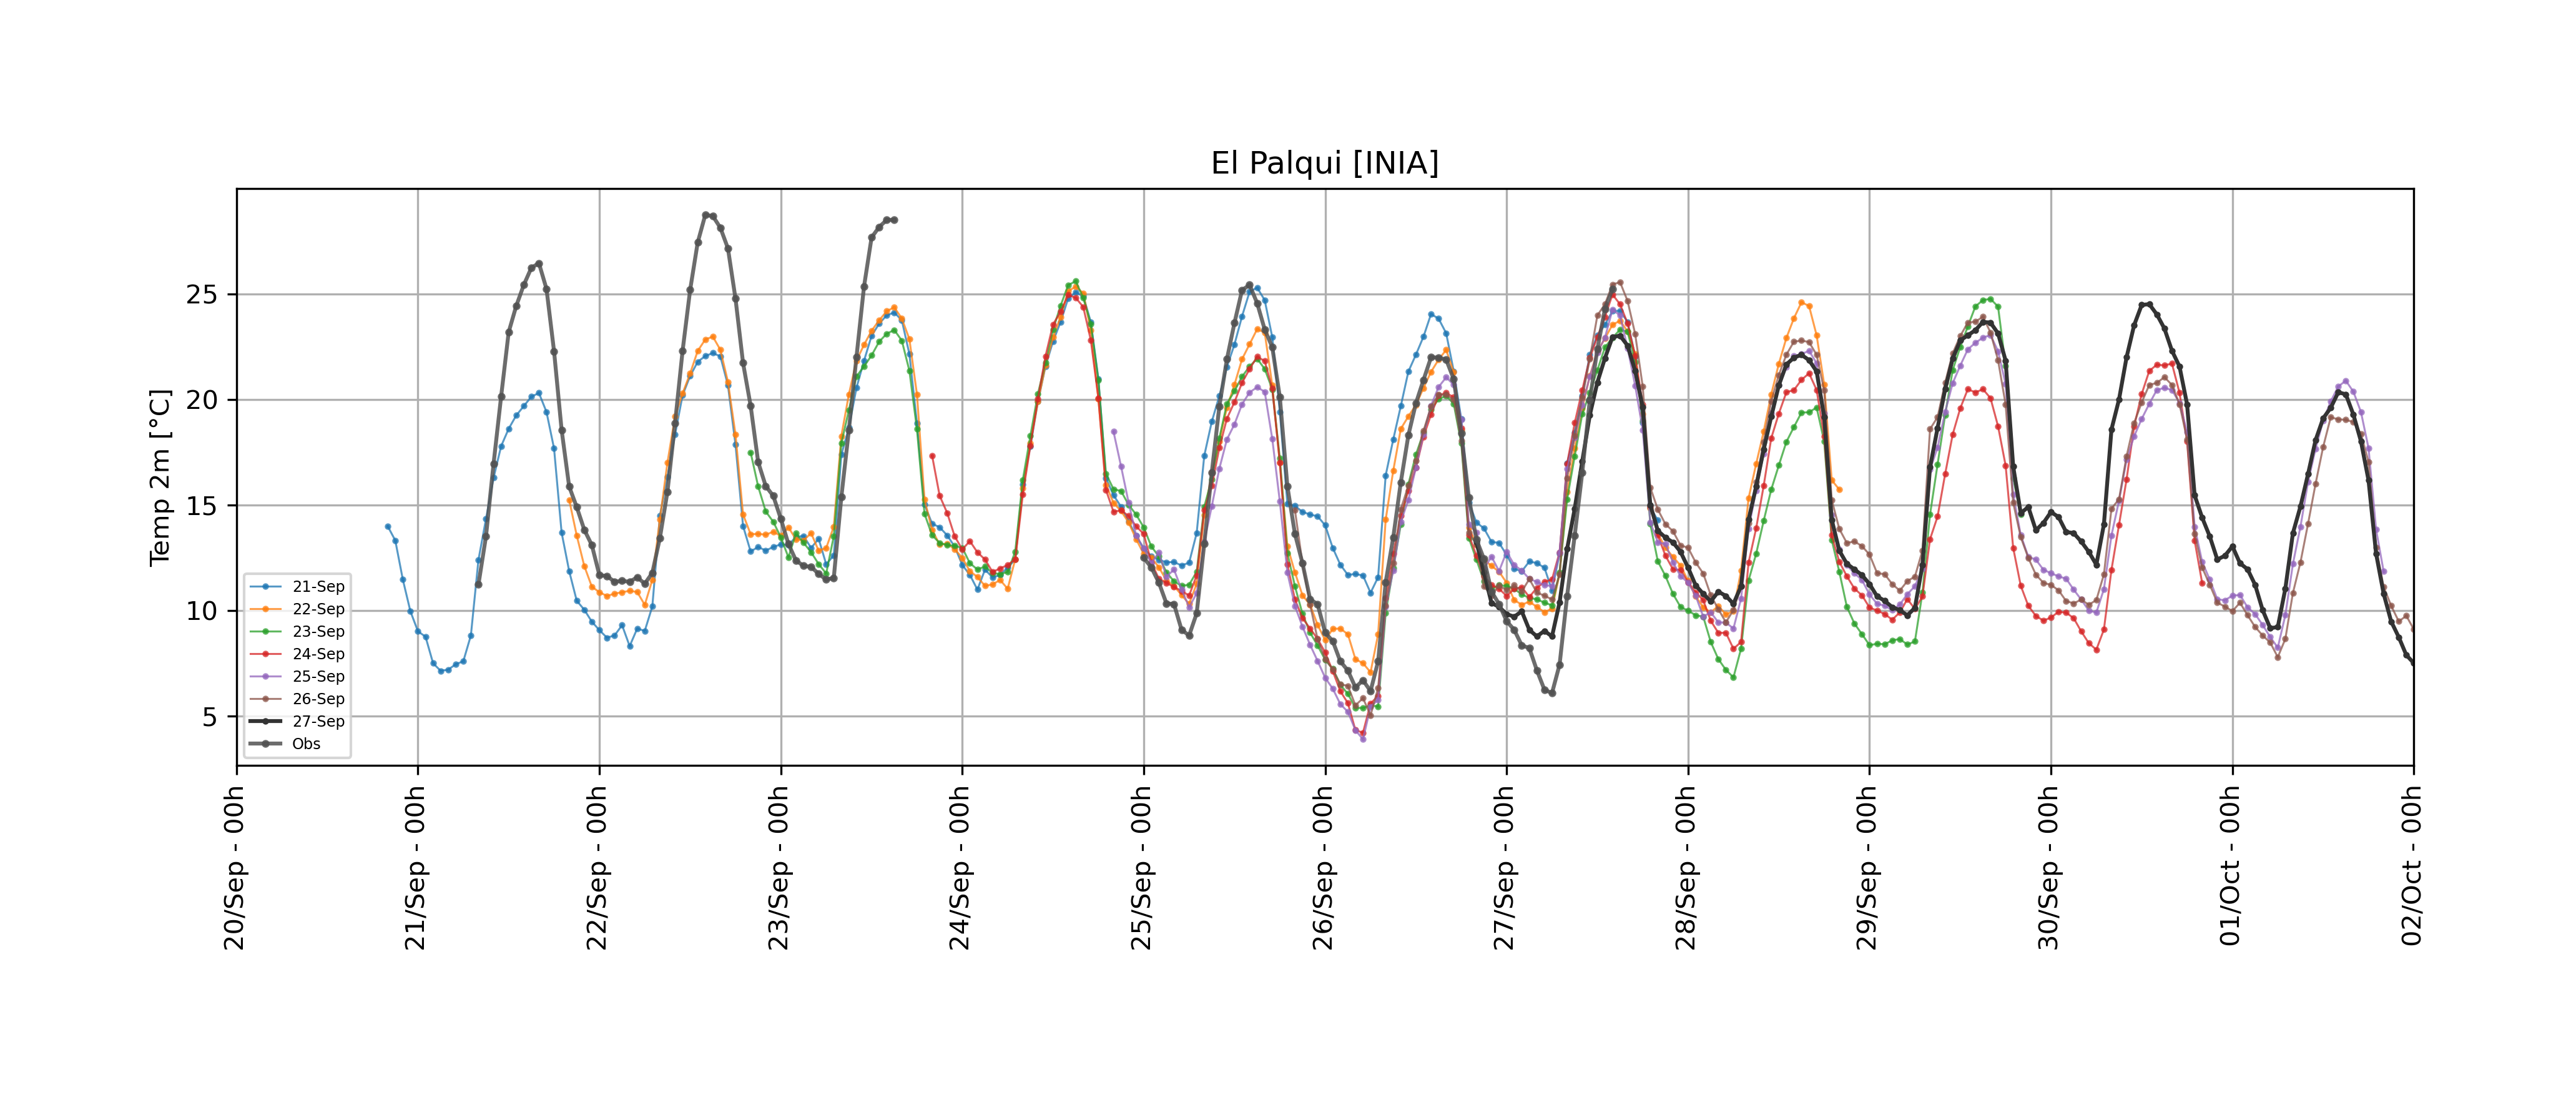 El Palqui [INIA]
Temp 2m [°C]
25
20
15
10
5
21-Sep
22-Sep
23-Sep
24-Sep
25-Sep
26-Sep
27-Sep
Obs
20/Sep - 00h
21/Sep - 00h
22/Sep - 00h
23/Sep - 00h
24/Sep - 00h
25/Sep - 00h
26/Sep - 00h
27/Sep - 00h
28/Sep - 00h
29/Sep - 00h
30/Sep - 00h
01/Oct - 00h
02/Oct - 00h